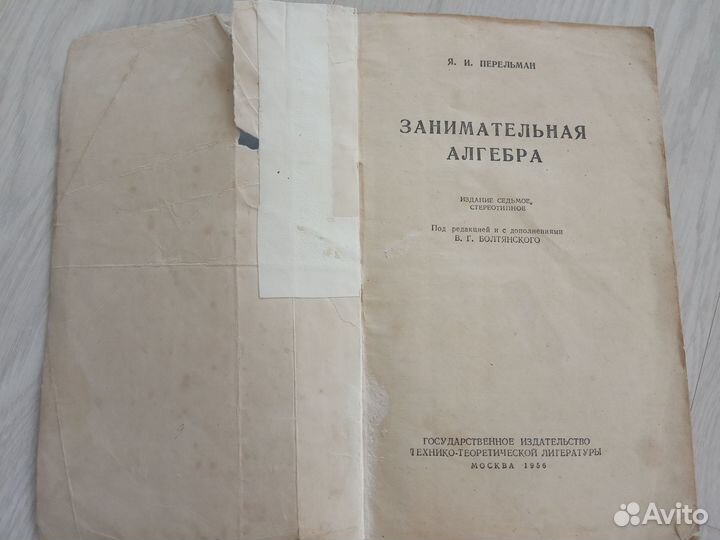 Я. И. ПЕРЕЛЬМАН
ЗАНИМАТЕЛЬНАЯ
АЛГЕБРА
ИЗДАНИЕ СЕДЬМОЕ,
СТЕРЕОТИПНОЕ
Под редакцией и с дополнениями
В. Г. БОЛТЯНСКОГО
ГОСУДАРСТВЕННОЕ ИЗДАТЕЛЬСТВО
ТЕХНИКО-ТЕОРЕТИЧЕСКОЙ ЛИТЕРАТУРЫ
МОСКВА 1956
Avito